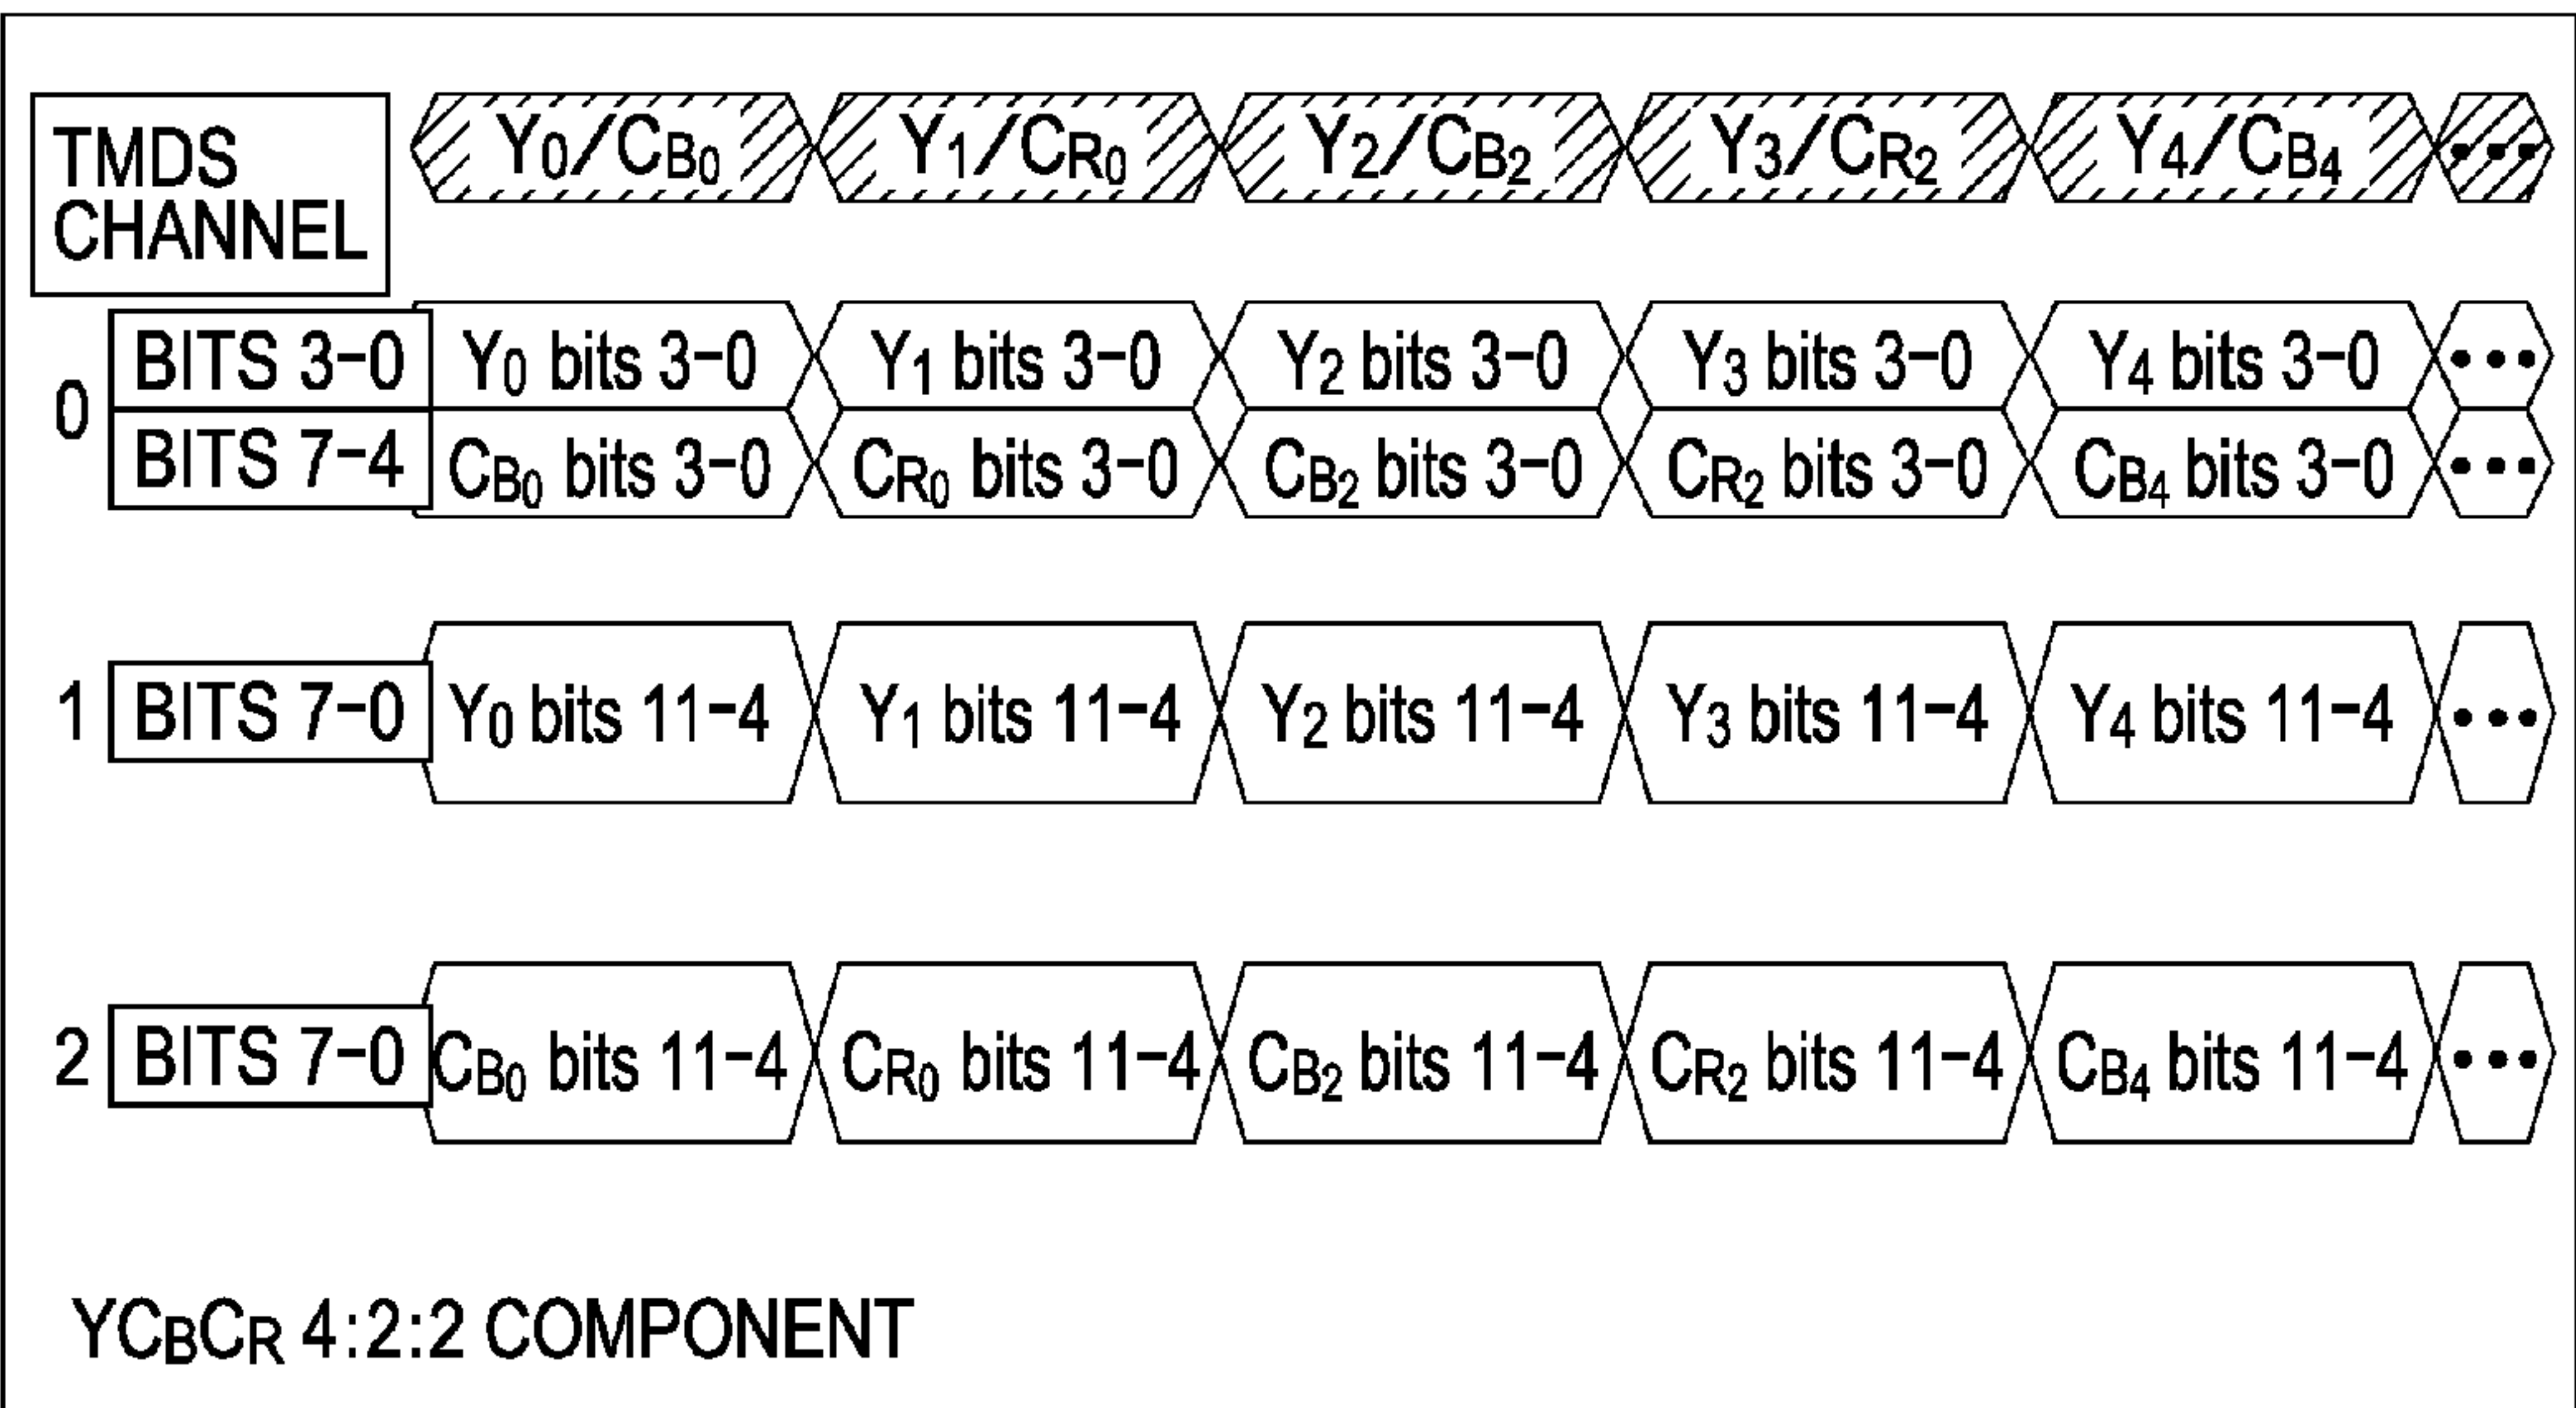 TMDS
CHANNEL
Y0/CB0 Y1/CR0 Y2/CB2 Y3/CR2 Y4/CB4 •••
0
BITS 3-0 Y0 bits 3-0 Y1 bits 3-0 Y2 bits 3-0 Y3 bits 3-0 Y4 bits 3-0 •••
BITS 7-4 CB0 bits 3-0 CR0 bits 3-0 CB2 bits 3-0 CR2 bits 3-0 CB4 bits 3-0 •••
1 BITS 7-0 Y0 bits 11-4 Y1 bits 11-4 Y2 bits 11-4 Y3 bits 11-4 Y4 bits 11-4 •••
2 BITS 7-0 CB0 bits 11-4 CR0 bits 11-4 CB2 bits 11-4 CR2 bits 11-4 CB4 bits 11-4 •••
YCBCR 4:2:2 COMPONENT